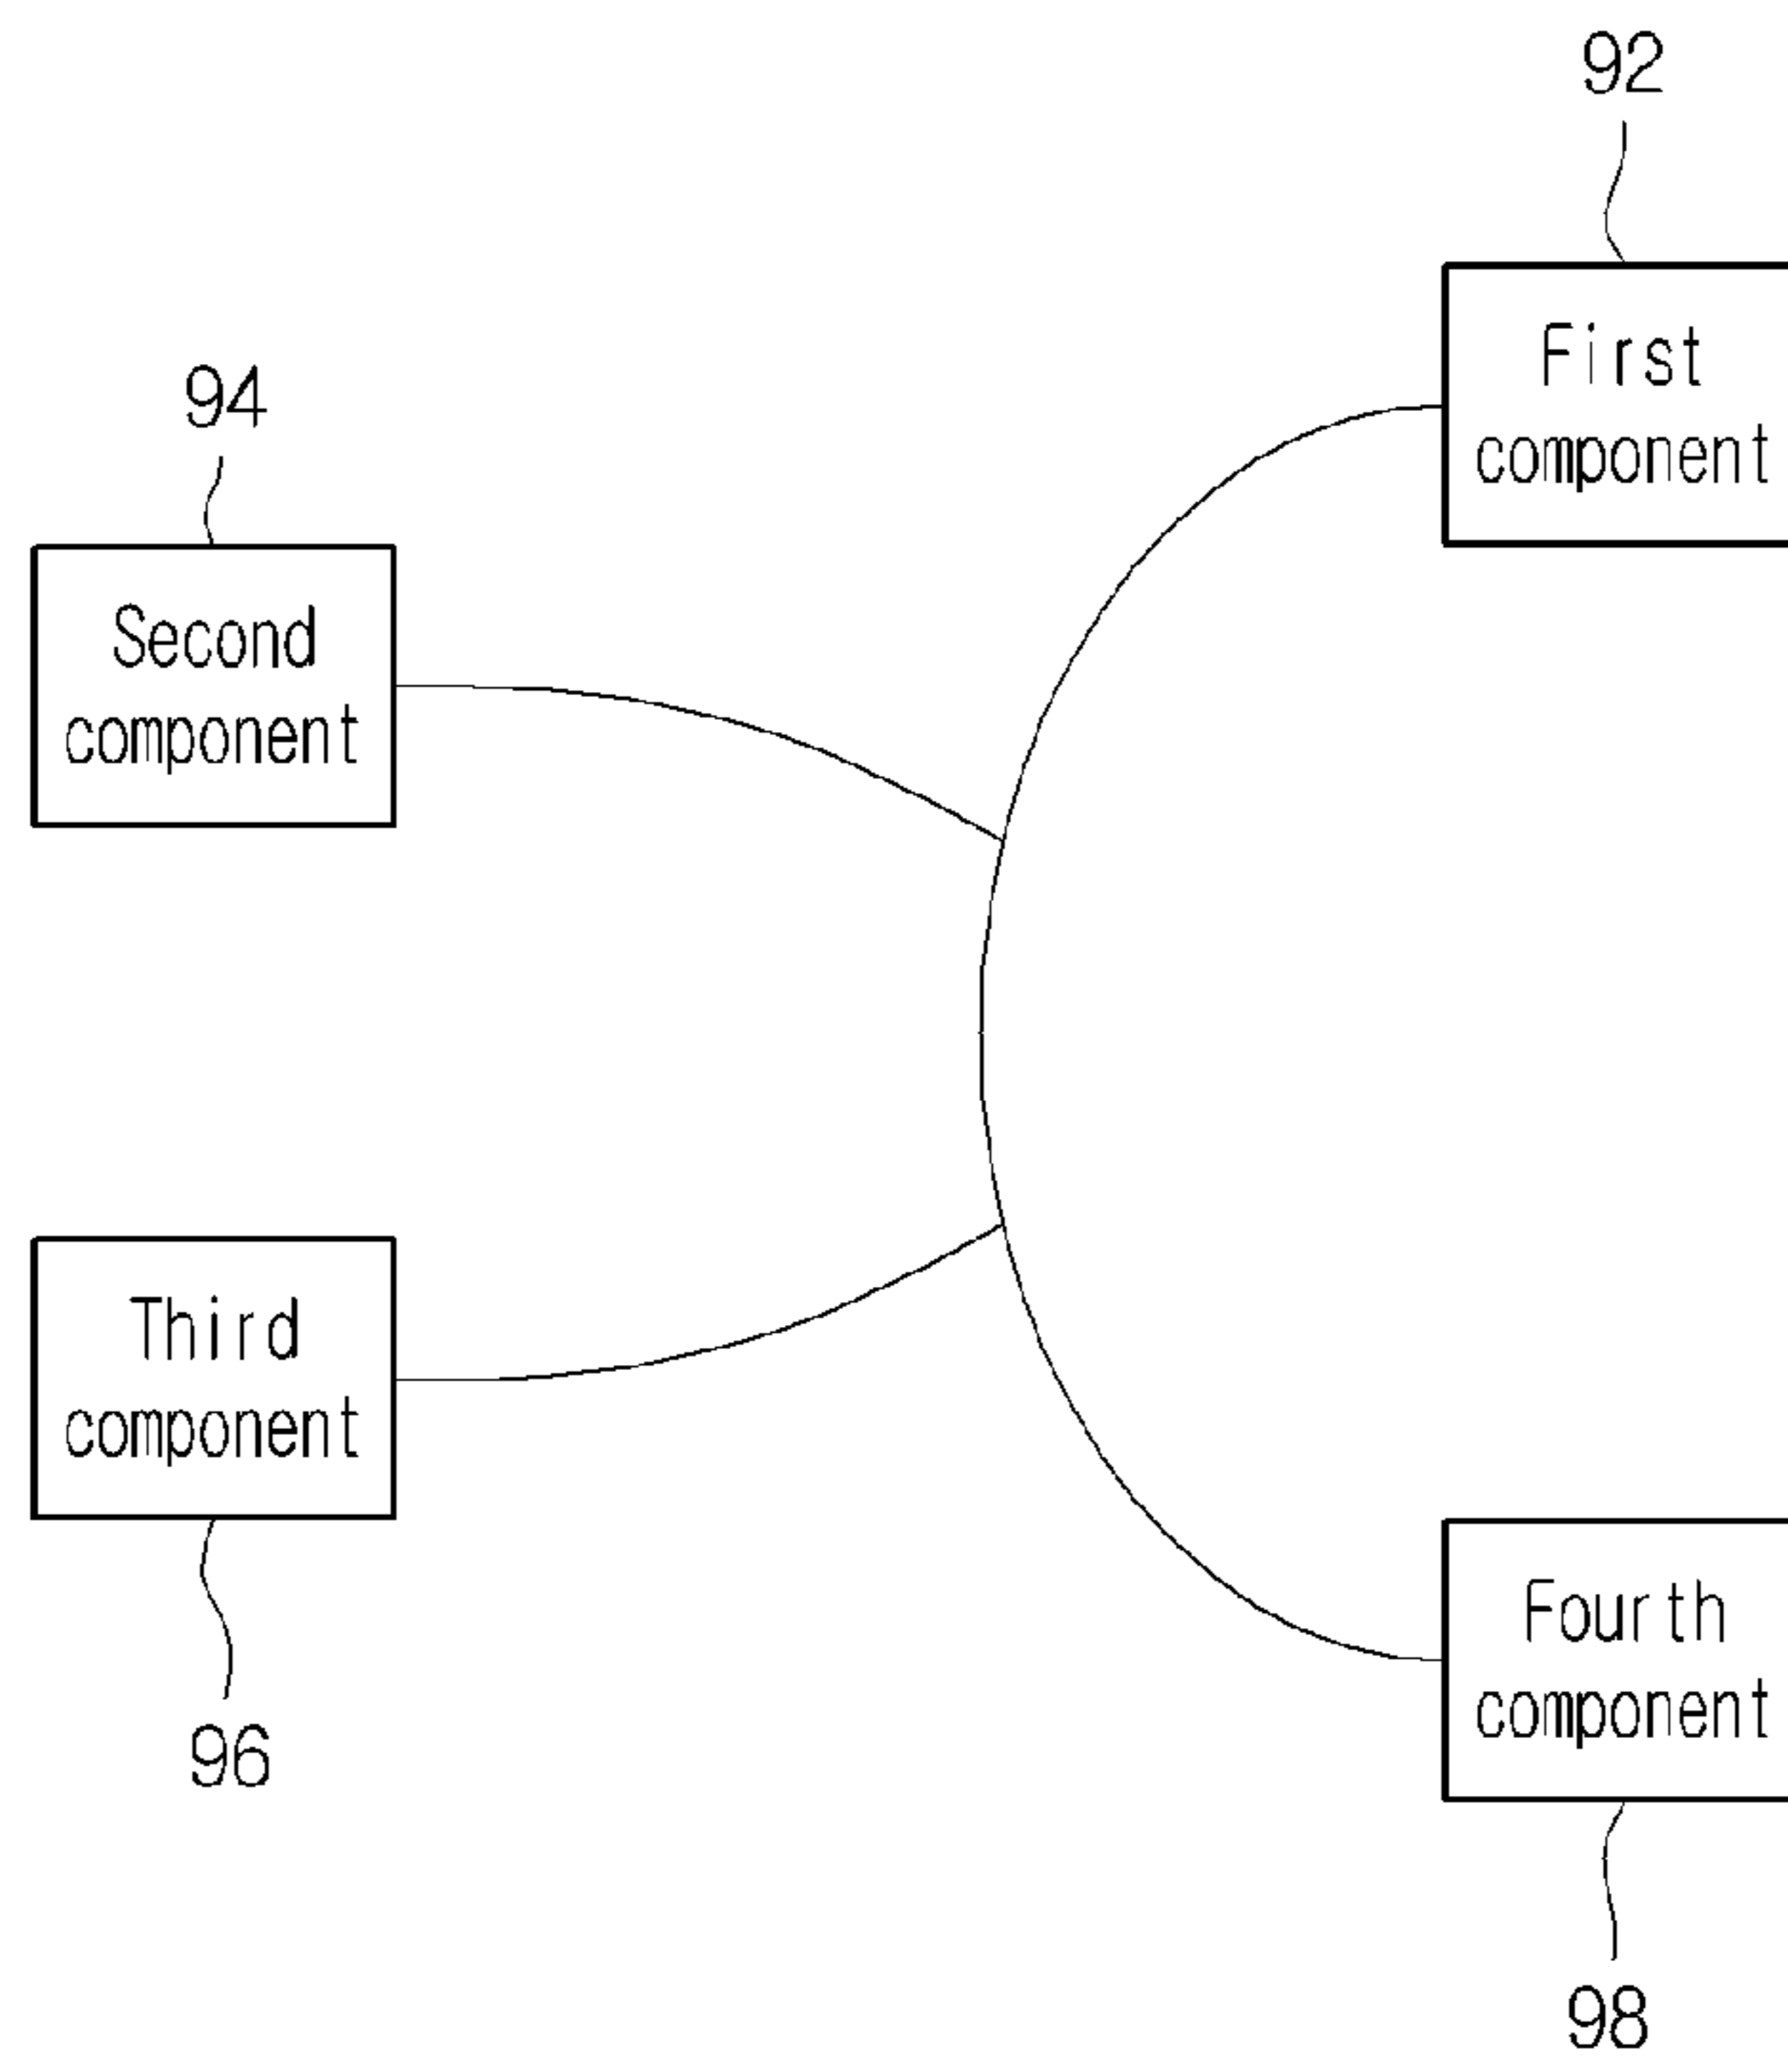 92
First
component
94
Second
component
Third
component
96
Fourth
component
98